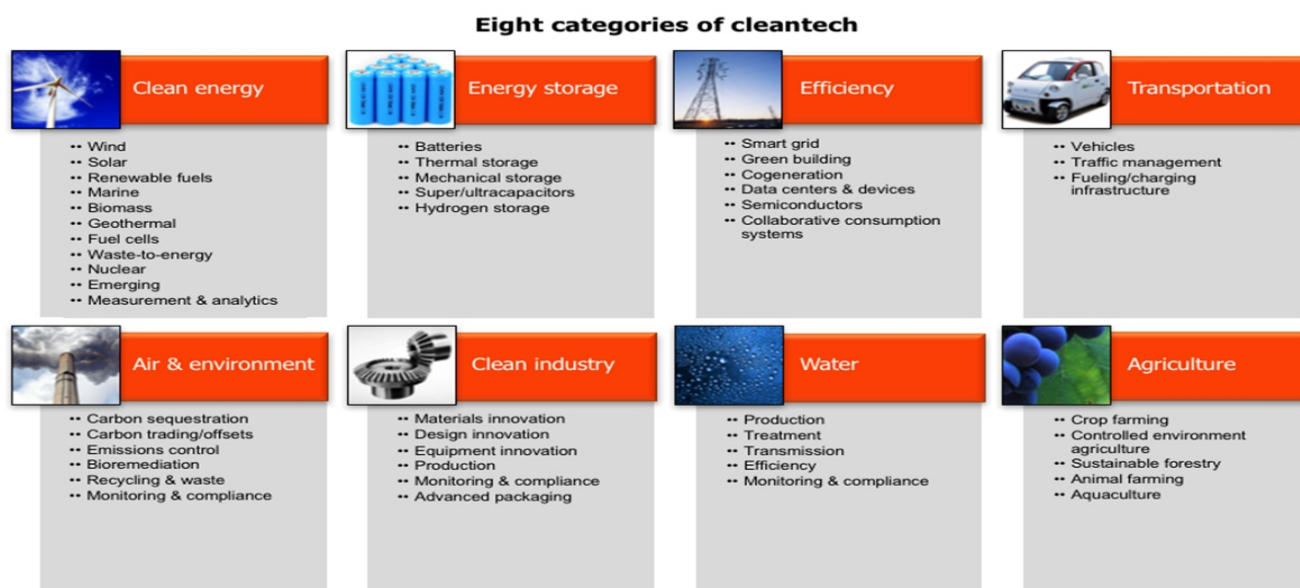 Eight categories of cleantech
Clean energy
•• Wind
•• Solar
•• Renewable fuels
•• Marine
•• Biomass
•• Geothermal
•• Fuel cells
•• Waste-to-energy
•• Nuclear
•• Emerging
•• Measurement & analytics
Energy storage
•• Batteries
•• Thermal storage
•• Mechanical storage
•• Super/ultracapacitors
•• Hydrogen storage
Efficiency
•• Smart grid
•• Green building
•• Cogeneration
•• Data centers & devices
•• Semiconductors
•• Collaborative consumption
systems
Transportation
•• Vehicles
•• Traffic management
•• Fueling/charging
infrastructure
Air & environment
•• Carbon sequestration
•• Carbon trading/offsets
•• Emissions control
•• Bioremediation
•• Recycling & waste
•• Monitoring & compliance
Clean industry
•• Materials innovation
•• Design innovation
•• Equipment innovation
•• Production
•• Monitoring & compliance
•• Advanced packaging
Water
•• Production
•• Treatment
•• Transmission
•• Efficiency
•• Monitoring & compliance
Agriculture
•• Crop farming
•• Controlled environment
agriculture
•• Sustainable forestry
•• Animal farming
•• Aquaculture